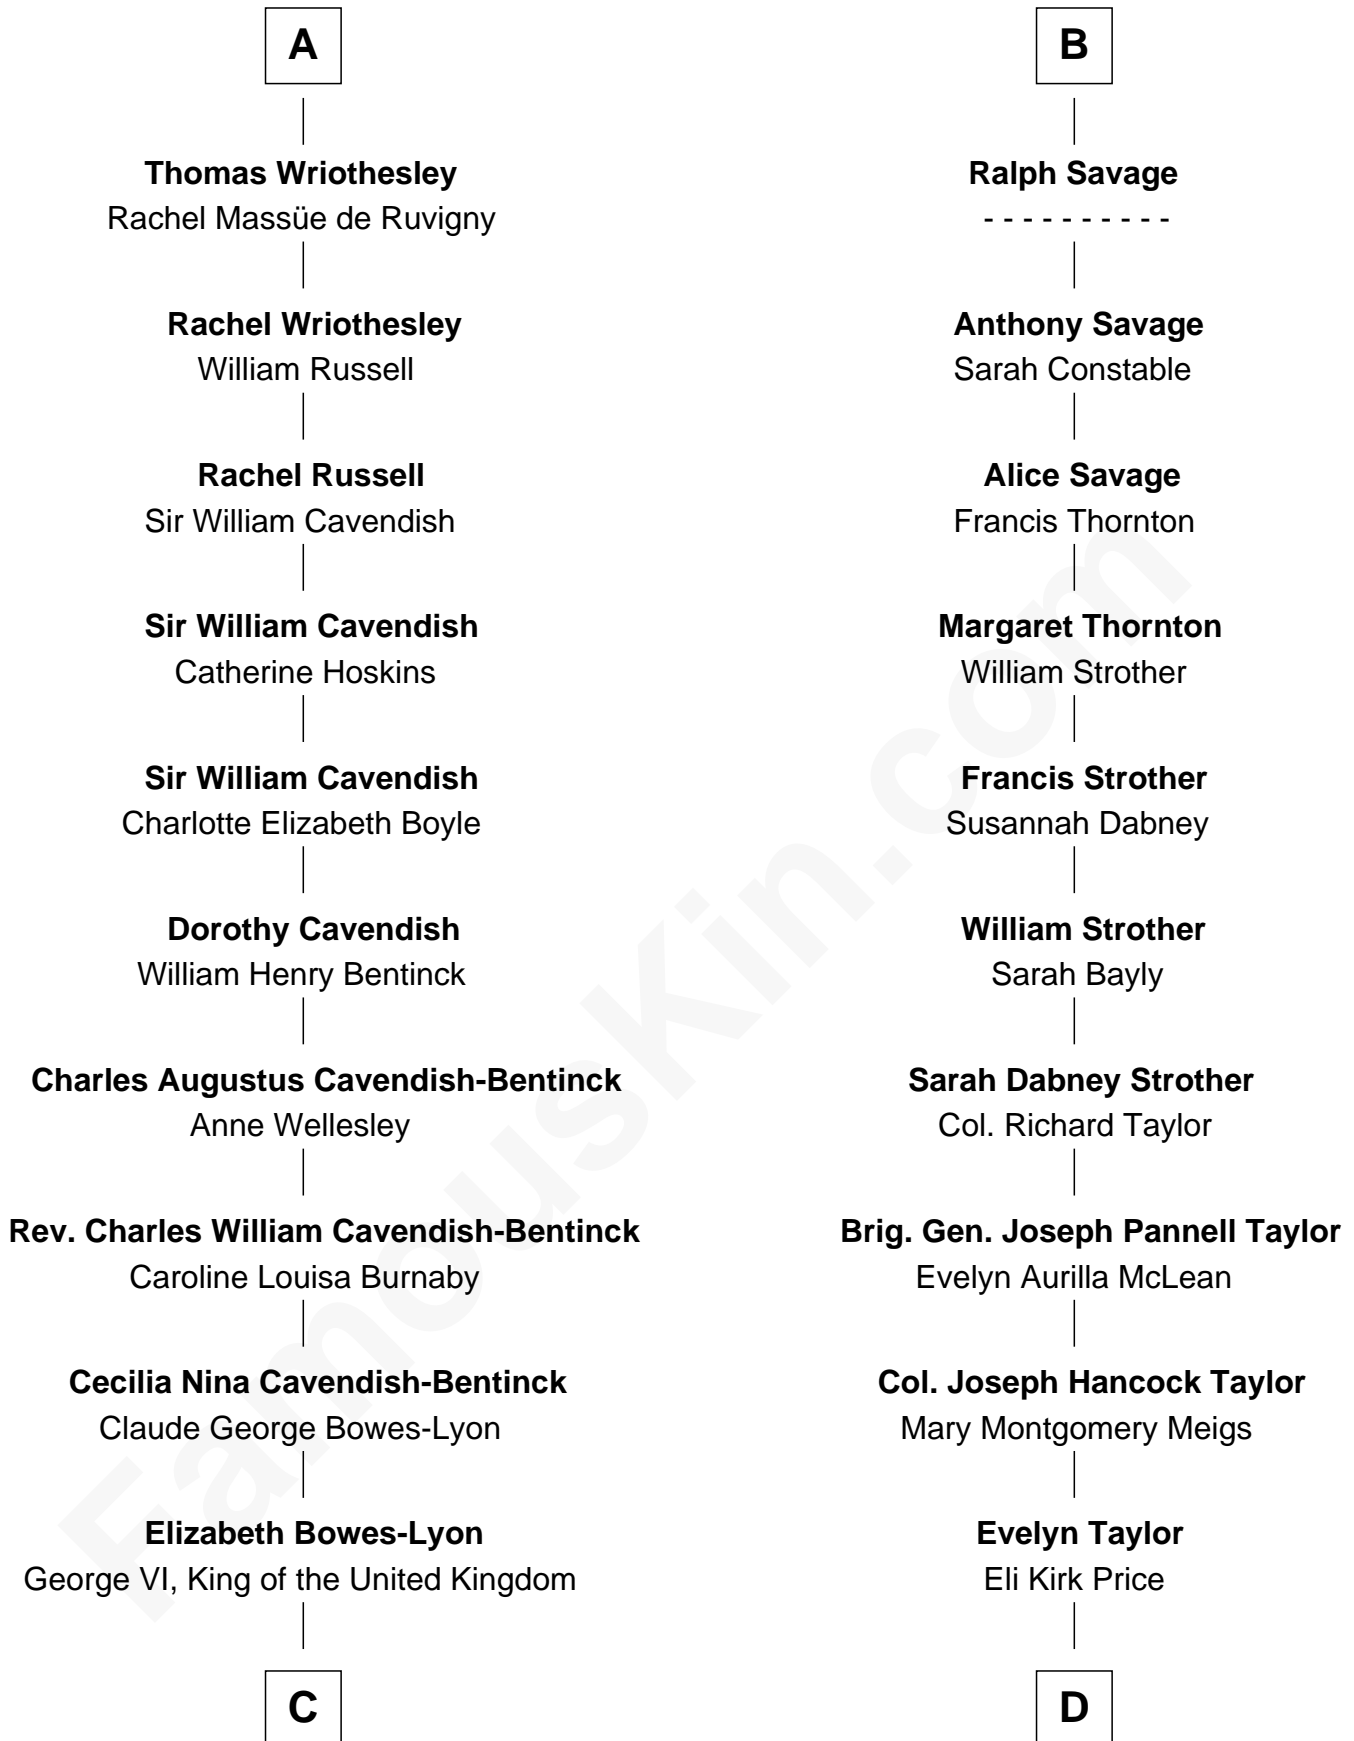 A
Thomas Wriothesley
Rachel Massüe de Ruvigny
Rachel Wriothesley
William Russell
Rachel Russell
Sir William Cavendish
Sir William Cavendish
Catherine Hoskins
Sir William Cavendish
Charlotte Elizabeth Boyle
Dorothy Cavendish
William Henry Bentinck
Charles Augustus Cavendish-Bentinck
Anne Wellesley
Rev. Charles William Cavendish-Bentinck
Caroline Louisa Burnaby
Cecilia Nina Cavendish-Bentinck
Claude George Bowes-Lyon
Elizabeth Bowes-Lyon
George VI, King of the United Kingdom
C
B
Ralph Savage
- - - - - - - - - -
Anthony Savage
Sarah Constable
Alice Savage
Francis Thornton
Margaret Thornton
William Strother
Francis Strother
Susannah Dabney
William Strother
Sarah Bayly
Sarah Dabney Strother
Col. Richard Taylor
Brig. Gen. Joseph Pannell Taylor
Evelyn Aurilla McLean
Col. Joseph Hancock Taylor
Mary Montgomery Meigs
Evelyn Taylor
Eli Kirk Price
D
FamousKin.com